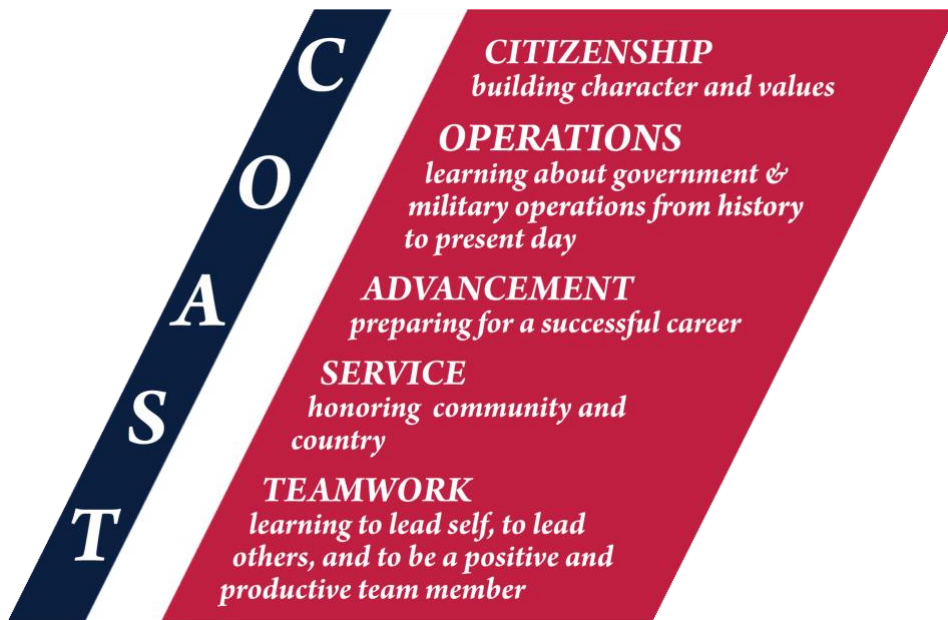 C
O
A
S
T
CITIZENSHIP
building character and values
OPERATIONS
learning about government &
military operations from history
to present day
ADVANCEMENT
preparing for a successful career
SERVICE
honoring community and
country
TEAMWORK
learning to lead self, to lead
others, and to be a positive and
productive team member